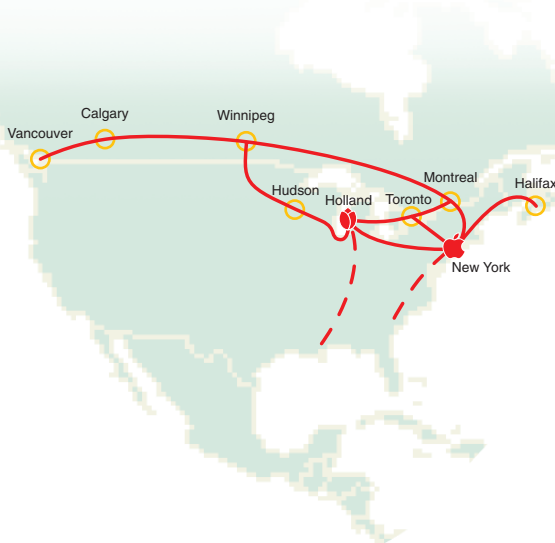 Calgary
Winnipeg
Vancouver
Montreal
Halifax
Hudson
Holland
Toronto
New York